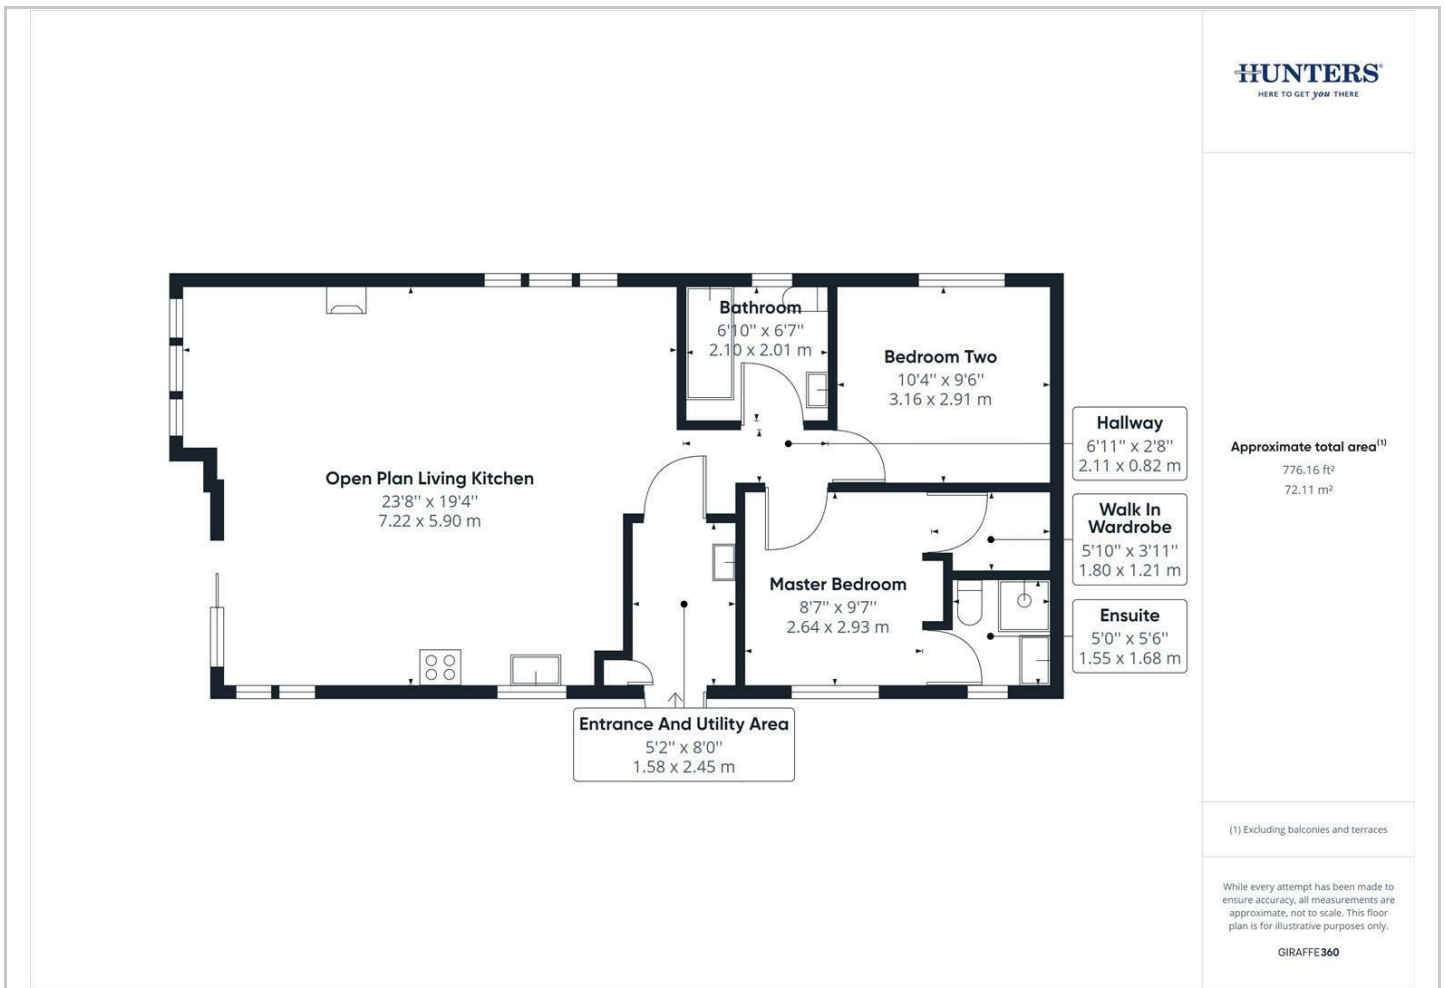 HUNTERS®
HERE TO GET you THERE
Bathroom
6'10" x 6'7"
2.10 x 2.01 m
Bedroom Two
10'4" x 9'6"
3.16 x 2.91 m
Hallway
6'11" x 2'8"
2.11 x 0.82 m
Open Plan Living Kitchen
23'8" x 19'4"
7.22 x 5.90 m
Walk In
Wardrobe
5'10" x 3'11"
1.80 x 1.21 m
Master Bedroom
8'7" x 9'7"
2.64 x 2.93 m
Ensuite
5'0" x 5'6"
1.55 x 1.68 m
Entrance And Utility Area
5'2" x 8'0"
1.58 x 2.45 m
Approximate total area(1)
776.16 ft²
72.11 m²
(1) Excluding balconies and terraces
While every attempt has been made to
ensure accuracy, all measurements are
approximate, not to scale. This floor
plan is for illustrative purposes only.
GIRAFFE360